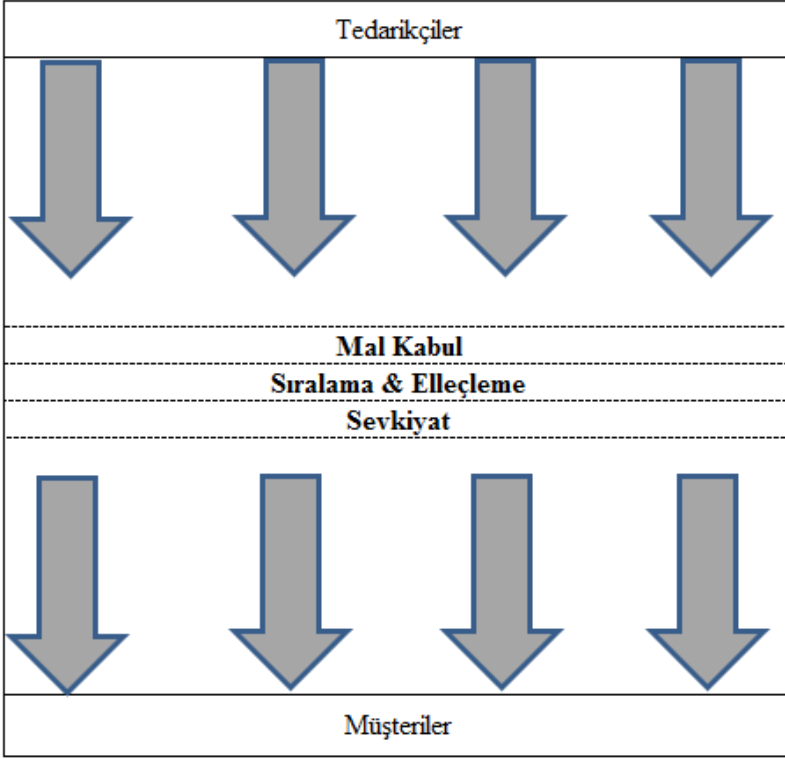 Tedarikçiler
Mal Kabul
Sıralama & Elleçleme
Sevkiyat
Müşteriler